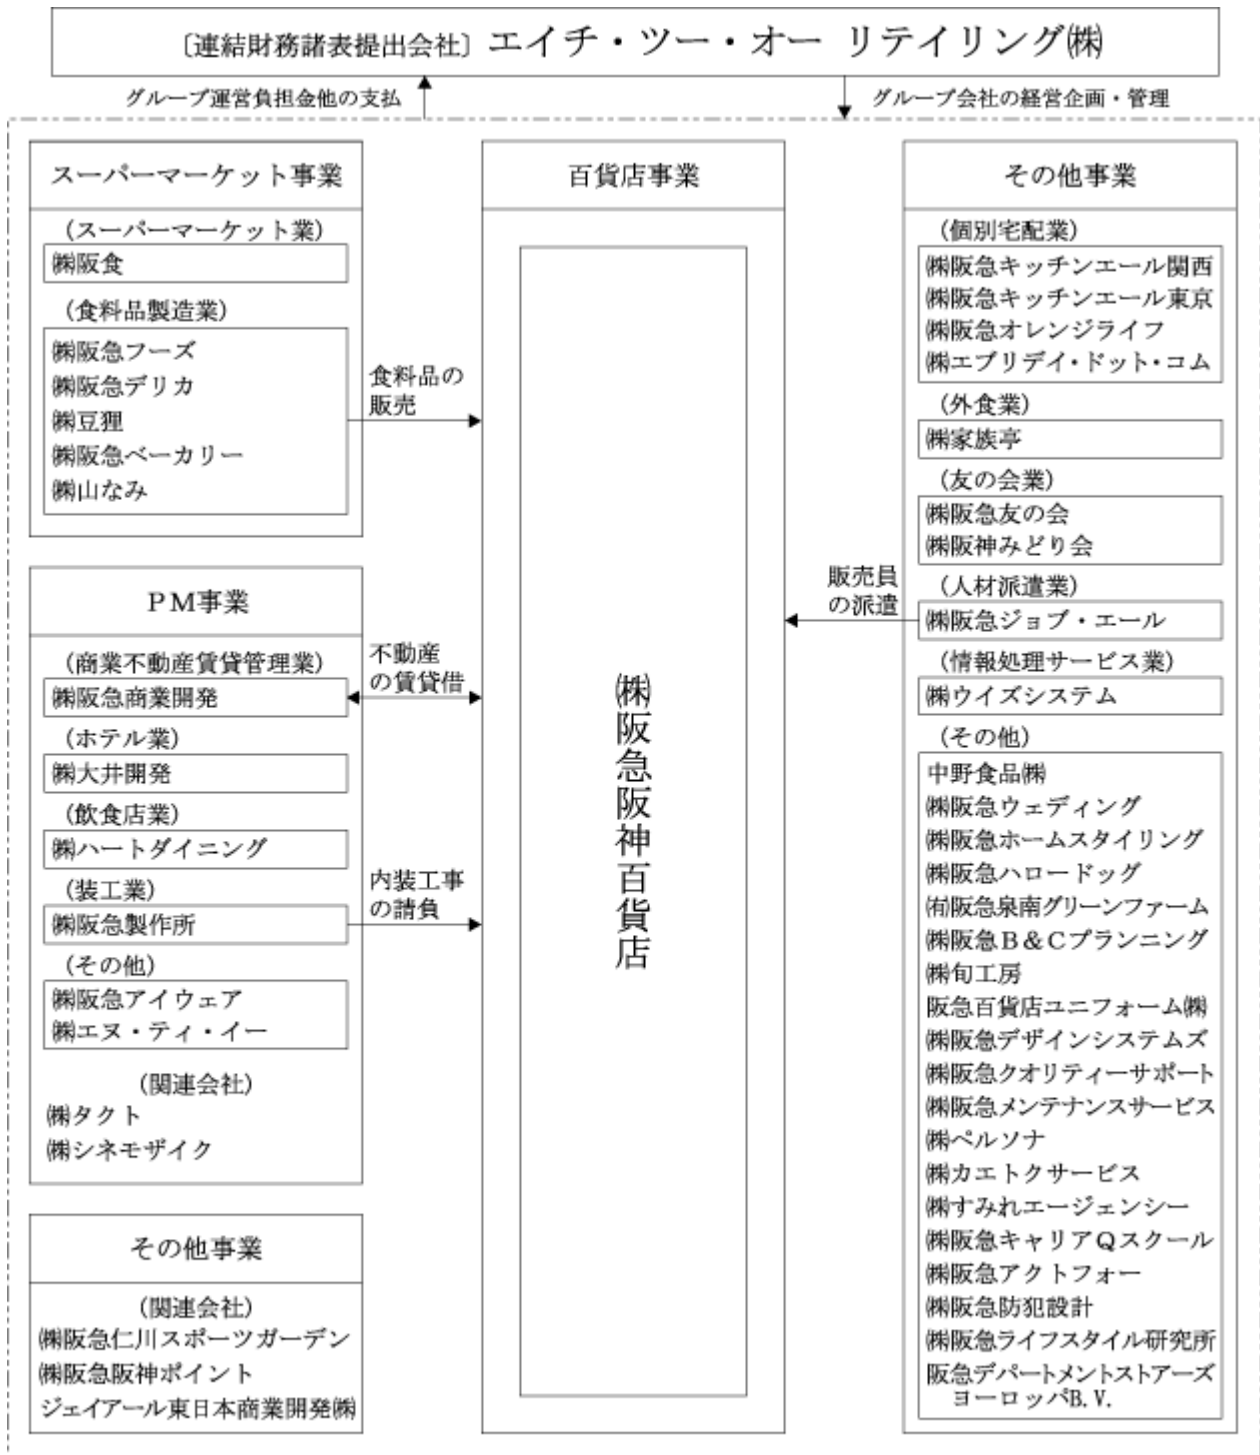 〔連結財務諸表提出会社〕エイチ・ツー・オー リテイリング㈱
グループ運営負担金他の支払
グループ会社の経営企画・管理
スーパーマーケット事業
(スーパーマーケット業)
㈱阪食
(食料品製造業)
㈱阪急フーズ
㈱阪急デリカ
㈱豆狸
㈱阪急ベーカリー
㈱山なみ
食料品の
販売
PM事業
(商業不動産賃貸管理業)
㈱阪急商業開発
(ホテル業)
㈱大井開発
(飲食店業)
㈱ハートダイニング
(装工業)
㈱阪急製作所
(その他)
㈱阪急アイウェア
㈱エヌ・ティ・イー
(関連会社)
㈱タクト
㈱シネモザイク
不動産
の賃貸借
内装工事
の請負
その他事業
(関連会社)
㈱阪急仁川スポーツガーデン
㈱阪急阪神ポイント
ジェイアール東日本商業開発㈱
百貨店事業
㈱阪急阪神百貨店
販売員
の派遣
その他事業
(個別宅配業)
㈱阪急キッチンエール関西
㈱阪急キッチンエール東京
㈱阪急オレンジライフ
㈱エブリデイ・ドット・コム
(外食業)
㈱家族亭
(友の会業)
㈱阪急友の会
㈱阪神みどり会
(人材派遣業)
㈱阪急ジョブ・エール
(情報処理サービス業)
㈱ウイズシステム
(その他)
中野食品㈱
㈱阪急ウェディング
㈱阪急ホームスタイリング
㈱阪急ハロードッグ
㈲阪急泉南グリーンファーム
㈱阪急B&Cプランニング
㈱旬工房
阪急百貨店ユニフォーム㈱
㈱阪急デザインシステムズ
㈱阪急クオリティーサポート
㈱阪急メンテナンスサービス
㈱ペルソナ
㈱カエトクサービス
㈱すみれエージェンシー
㈱阪急キャリアQスクール
㈱阪急アクトフォー
㈱阪急防犯設計
㈱阪急ライフスタイル研究所
阪急デパートメントストアーズ
ヨーロッパB.V.